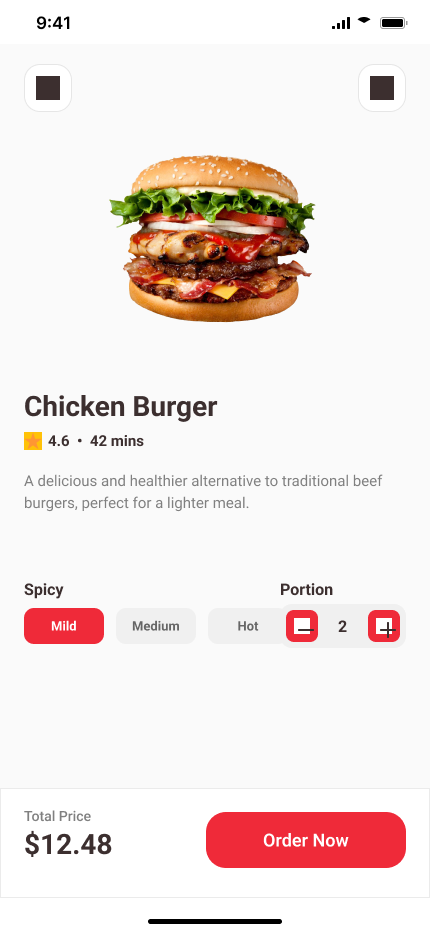 9:41
Chicken Burger
4.6 • 42 mins
A delicious and healthier alternative to traditional beef
burgers, perfect for a lighter meal.
Spicy
Portion
Mild
Medium
Hot
2
Total Price
$12.48
Order Now